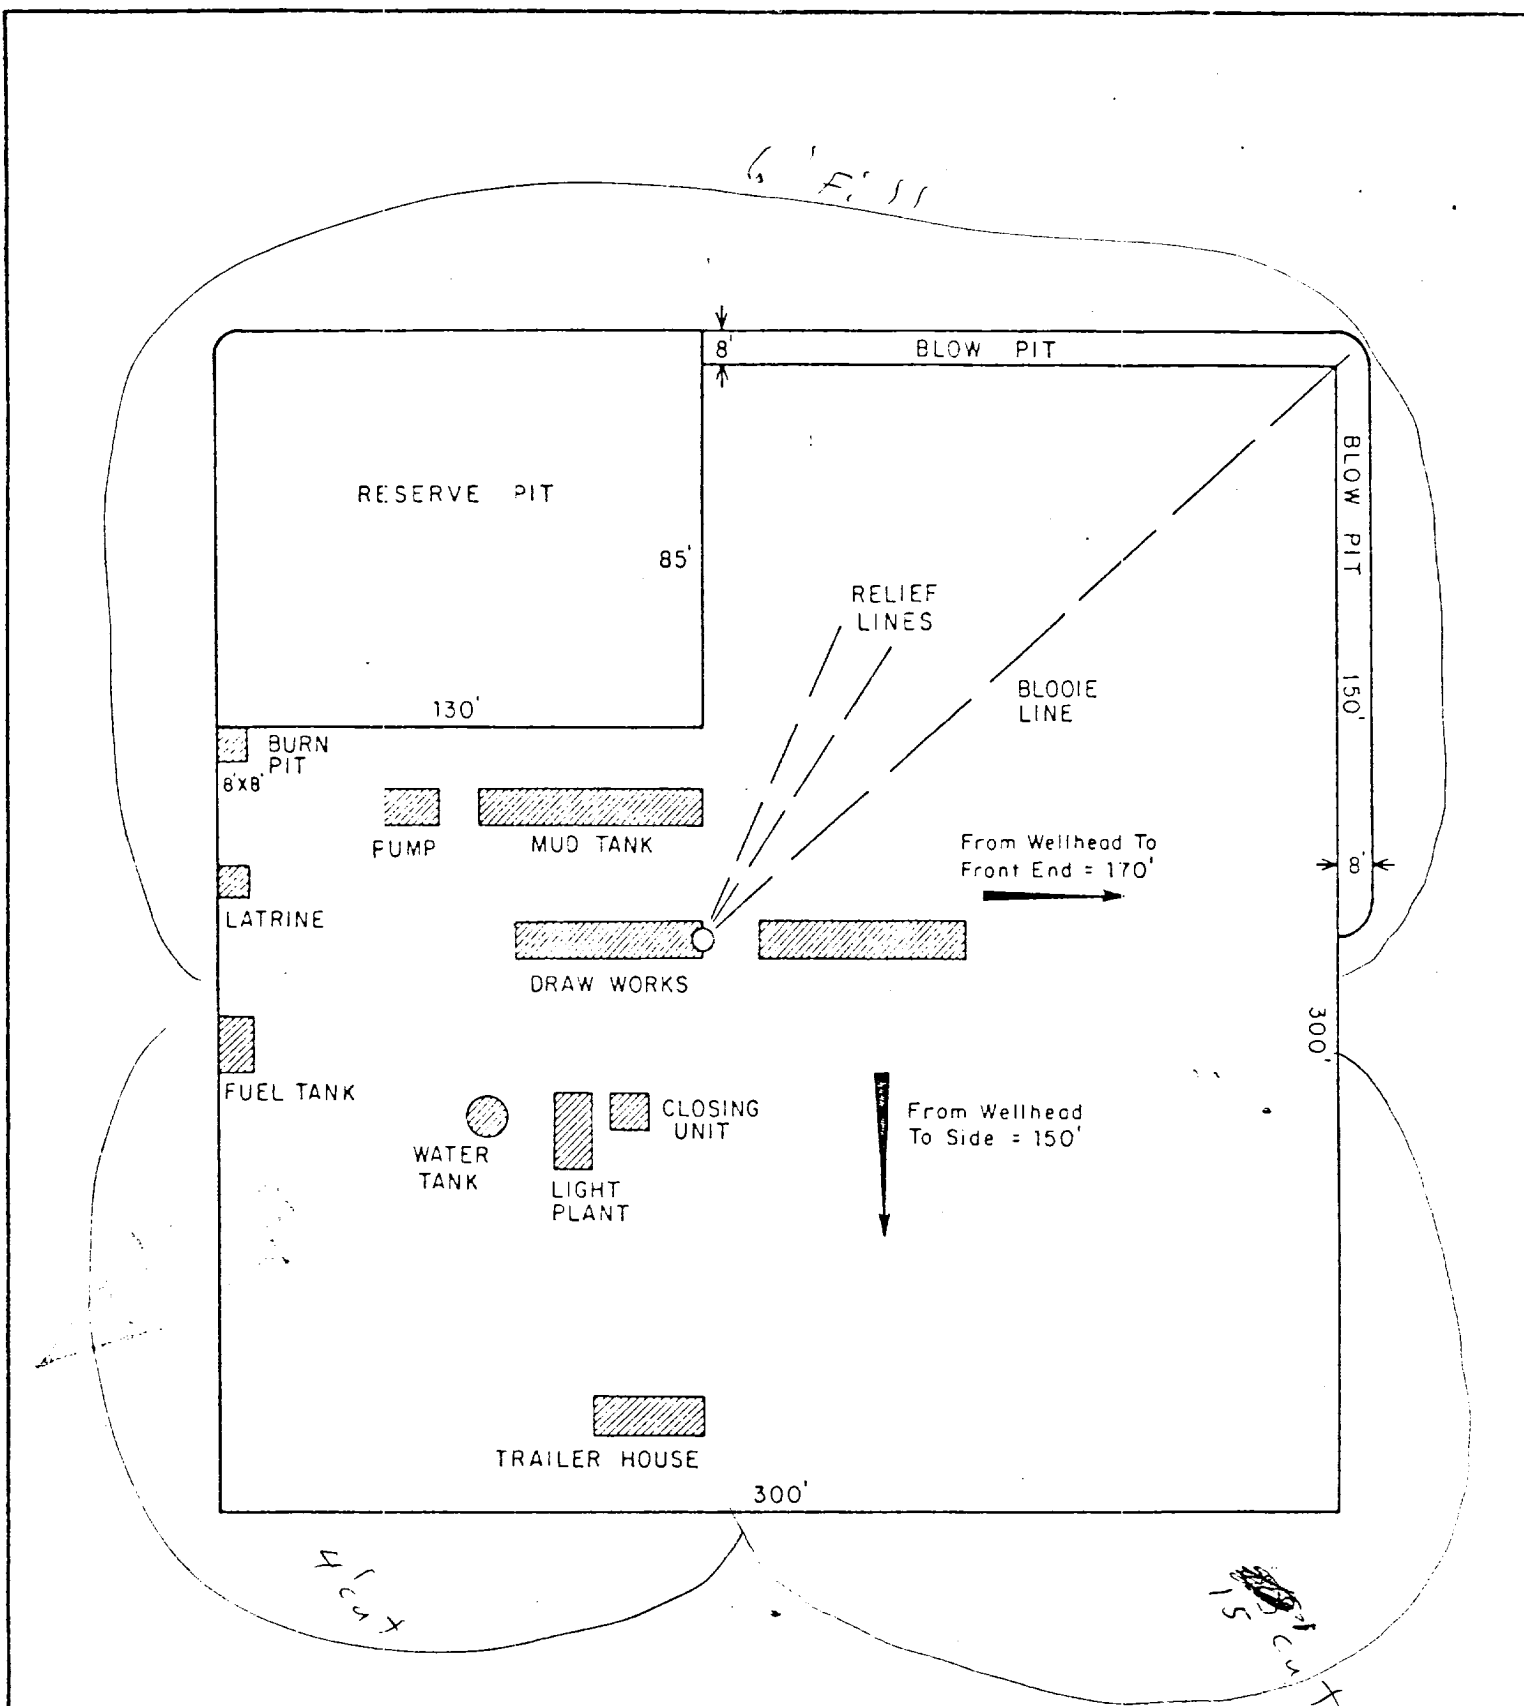 6' Fill
8'
BLOW PIT
BLOW PIT
RESERVE PIT
85'
RELIEF
LINES
BLOOIE
LINE
150'
130'
BURN
PIT
8'X8'
PUMP
MUD TANK
From Wellhead To
Front End = 170'
8'
LATRINE
DRAW WORKS
300'
FUEL TANK
CLOSING
UNIT
From Wellhead
To Side = 150'
WATER
TANK
LIGHT
PLANT
TRAILER HOUSE
300'
4' cut
15' cut